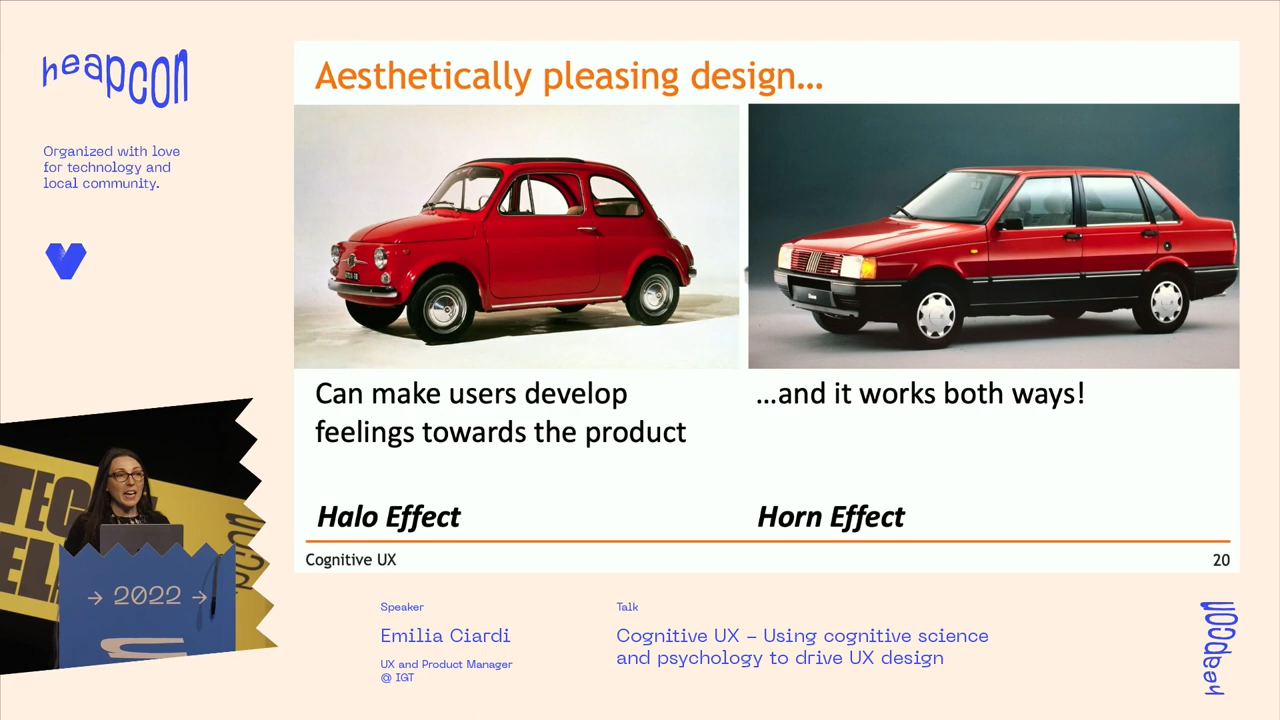 heapcon
Organized with love
for technology and
local community.
Aesthetically pleasing design...
Can make users develop
feelings towards the product
...and it works both ways!
Halo Effect
Horn Effect
Cognitive UX
20
→ 2022 →
Speaker
Emilia Ciardi
UX and Product Manager
@ IGT
Talk
Cognitive UX – Using cognitive science
and psychology to drive UX design
heapcon